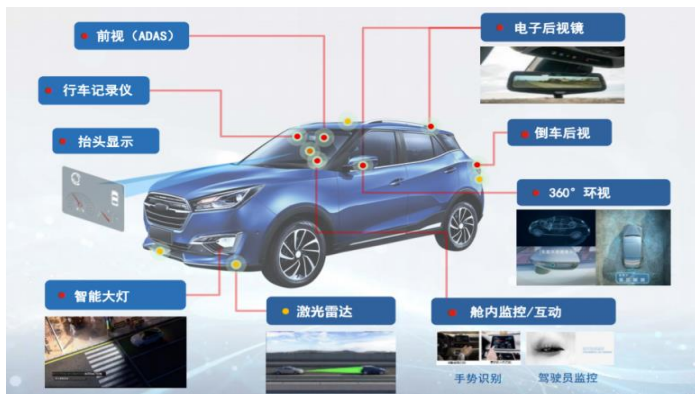 前视（ADAS）
电子后视镜
行车记录仪
抬头显示
倒车后视
360° 环视
智能大灯
激光雷达
舱内监控/互动
手势识别
驾驶员监控